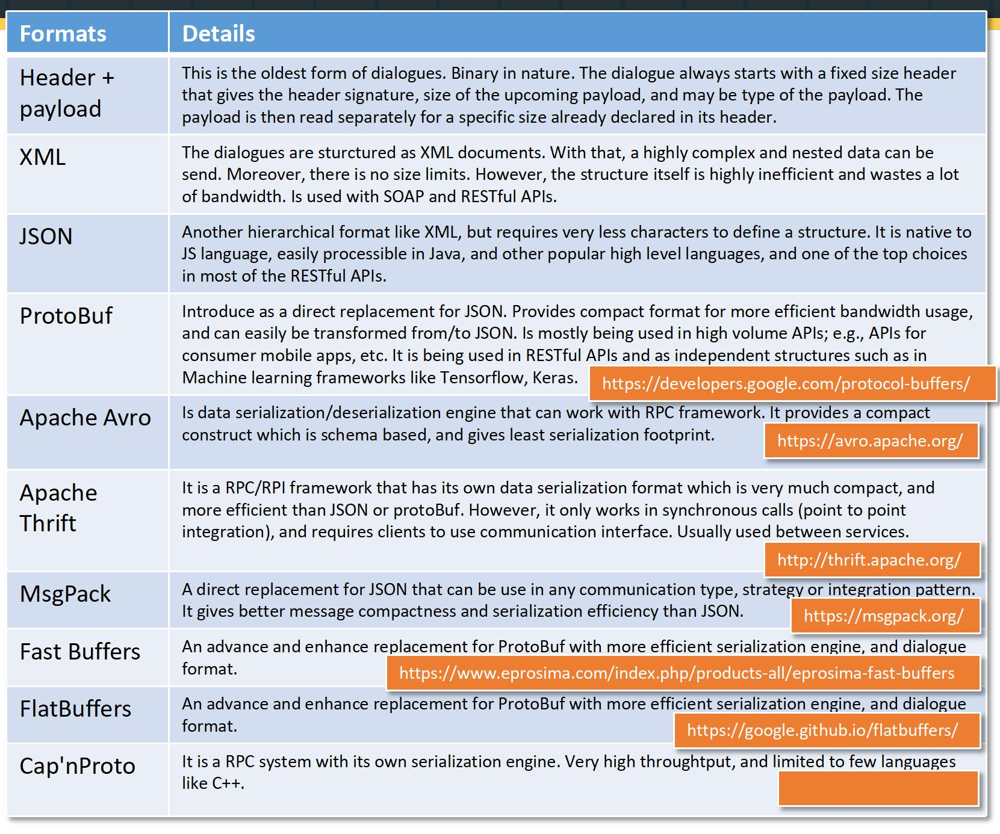 Formats
Details
Header +
payload
This is the oldest form of dialogues. Binary in nature. The dialogue always starts with a fixed size header
that gives the header signature, size of the upcoming payload, and may be type of the payload. The
payload is then read separately for a specific size already declared in its header.
XML
The dialogues are sturctured as XML documents. With that, a highly complex and nested data can be
send. Moreover, there is no size limits. However, the structure itself is highly inefficient and wastes a lot
of bandwidth. Is used with SOAP and RESTful APIs.
JSON
Another hierarchical format like XML, but requires very less characters to define a structure. It is native to
JS language, easily processible in Java, and other popular high level languages, and one of the top choices
in most of the RESTful APIs.
ProtoBuf
Introduce as a direct replacement for JSON. Provides compact format for more efficient bandwidth usage,
and can easily be transformed from/to JSON. Is mostly being used in high volume APIs; e.g., APIs for
consumer mobile apps, etc. It is being used in RESTful APIs and as independent structures such as in
Machine learning frameworks like Tensorflow, Keras.
https://developers.google.com/protocol-buffers/
Apache Avro
Is data serialization/deserialization engine that can work with RPC framework. It provides a compact
construct which is schema based, and gives least serialization footprint.
https://avro.apache.org/
Apache
Thrift
It is a RPC/RPI framework that has its own data serialization format which is very much compact, and
more efficient than JSON or protoBuf. However, it only works in synchronous calls (point to point
integration), and requires clients to use communication interface. Usually used between services.
http://thrift.apache.org/
MsgPack
A direct replacement for JSON that can be use in any communication type, strategy or integration pattern.
It gives better message compactness and serialization efficiency than JSON.
https://msgpack.org/
Fast Buffers
An advance and enhance replacement for ProtoBuf with more efficient serialization engine, and dialogue
format.
https://www.eprosima.com/index.php/products-all/eprosima-fast-buffers
FlatBuffers
An advance and enhance replacement for ProtoBuf with more efficient serialization engine, and dialogue
format.
https://google.github.io/flatbuffers/
Cap'nProto
It is a RPC system with its own serialization engine. Very high throughtput, and limited to few languages
like C++.